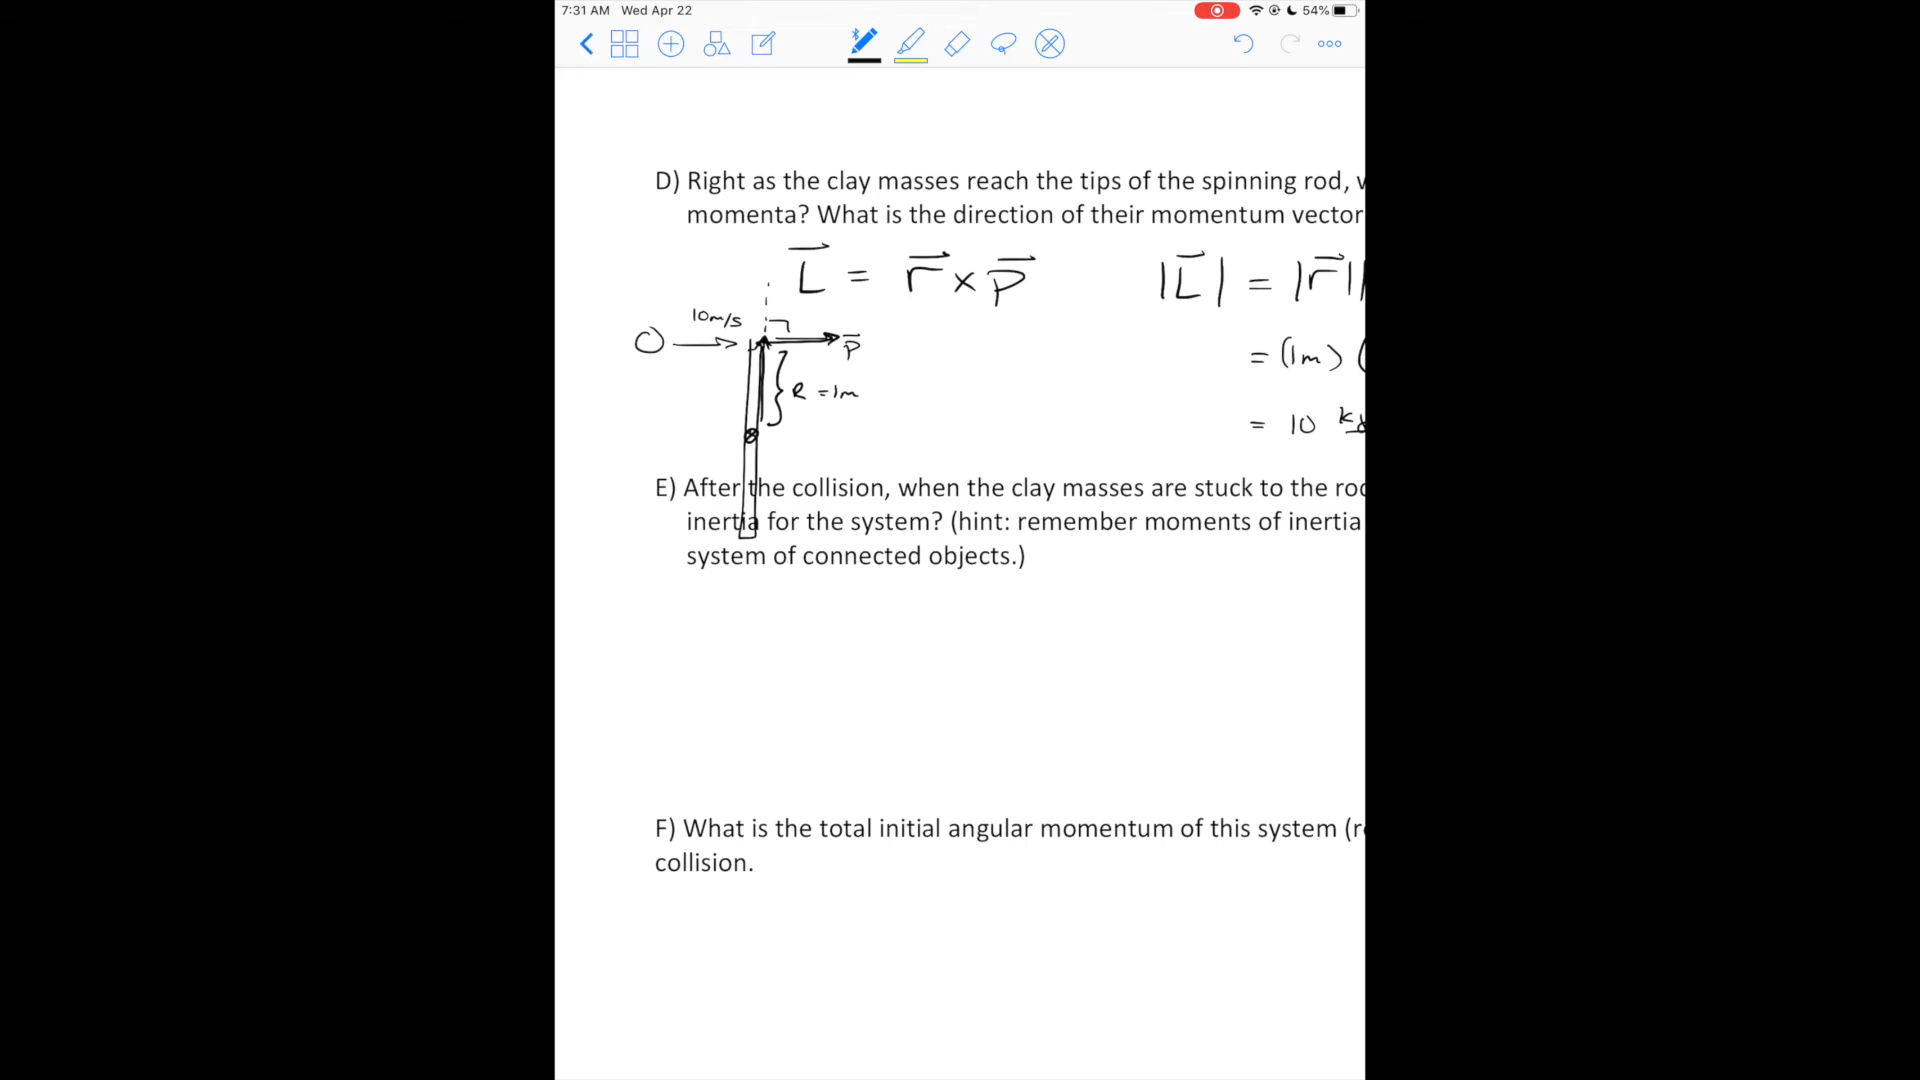 7:31 AM Wed Apr 22 54%
D) Right as the clay masses reach the tips of the spinning rod,
momenta? What is the direction of their momentum vector
L = r x p |L| = |r||
10m/s
p
= (1m) (
R = 1m
= 10
E) After the collision, when the clay masses are stuck to the
inertia for the system? (hint: remember moments of inertia
system of connected objects.)
F) What is the total initial angular momentum of this system
collision.